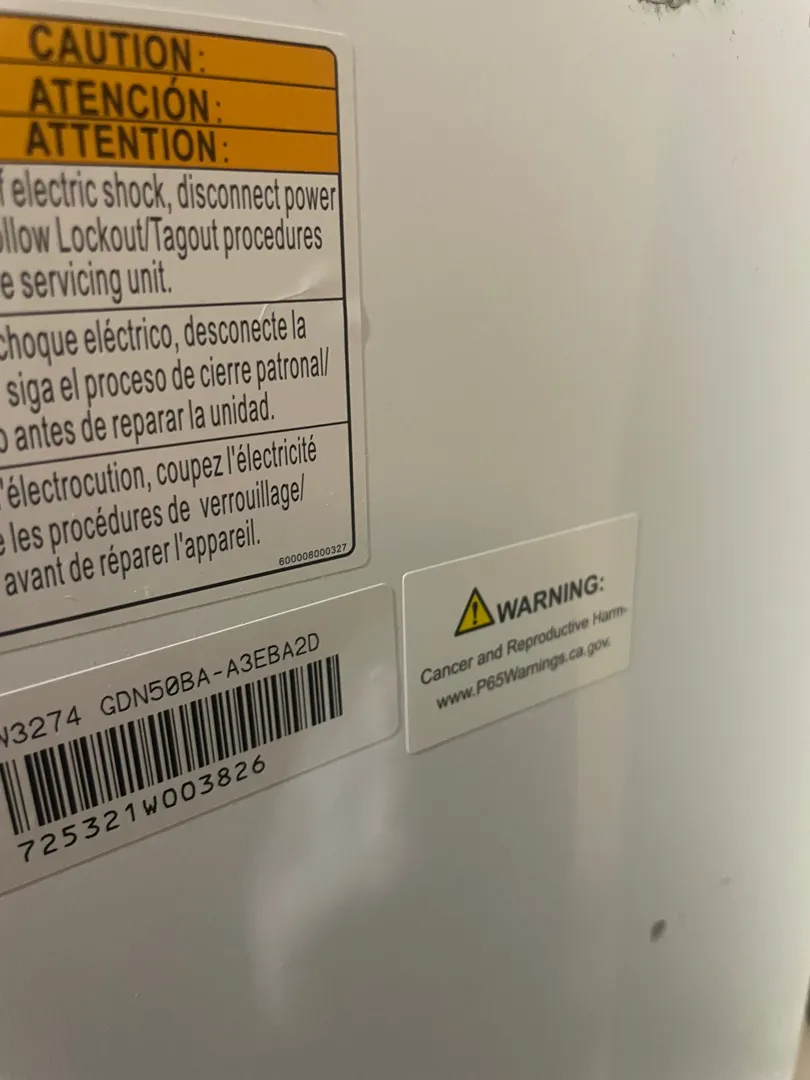 CAUTION:
ATENCIÓN:
ATTENTION:
electric shock, disconnect power
Lockout/Tagout procedures
servicing unit.
choque eléctrico, desconecte la
siga el proceso de cierre patronal/
antes de reparar la unidad.
l'électrocution, coupez l'électricité
les procédures de verrouillage/
avant de réparer l'appareil.
600008000327
3274 GDN50BA-A3EBA2D
725321W003826
WARNING:
Cancer and Reproductive Harm-
www.P65Warnings.ca.gov.